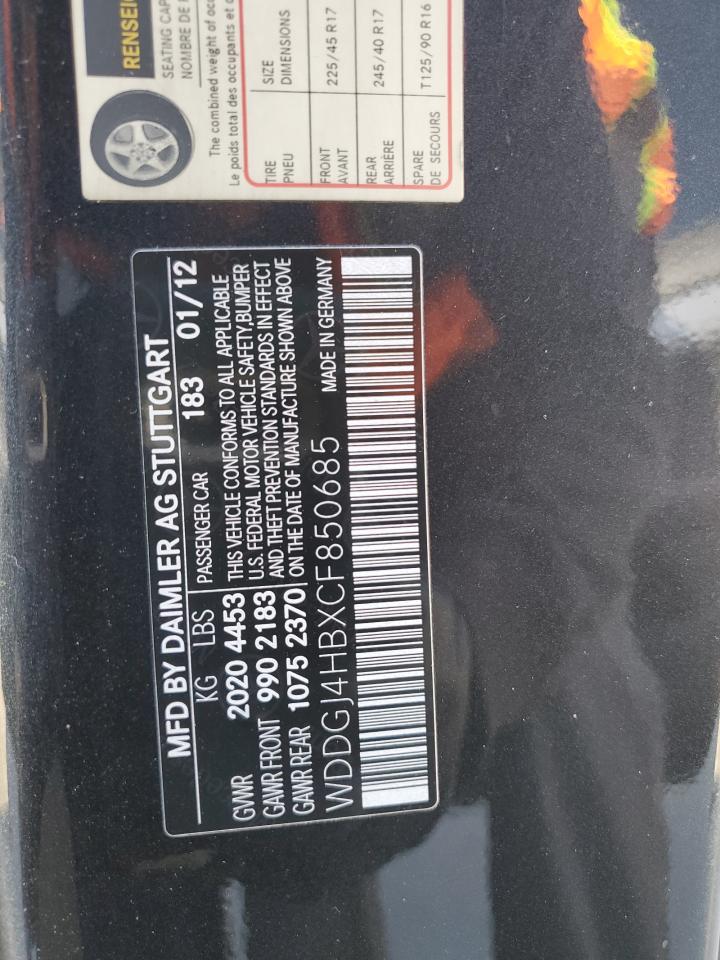 MFD BY DAIMLER AG STUTTGART
KG LBS PASSENGER CAR 183 01/12
GVWR 2020 4453 THIS VEHICLE CONFORMS TO ALL APPLICABLE
GAWR FRONT 990 2183 U.S. FEDERAL MOTOR VEHICLE SAFETY,BUMPER
GAWR REAR 1075 2370 AND THEFT PREVENTION STANDARDS IN EFFECT
ON THE DATE OF MANUFACTURE SHOWN ABOVE
WDDGJ4HBXCF850685 MADE IN GERMANY
SEATING
NOMBRE DE
The combined weight of
Le poids total des occupants et
TIRE SIZE
PNEU DIMENSIONS
FRONT 225/45 R17
AVANT
REAR 245/40 R17
ARRIÈRE
SPARE T125/90 R16
DE SECOURS